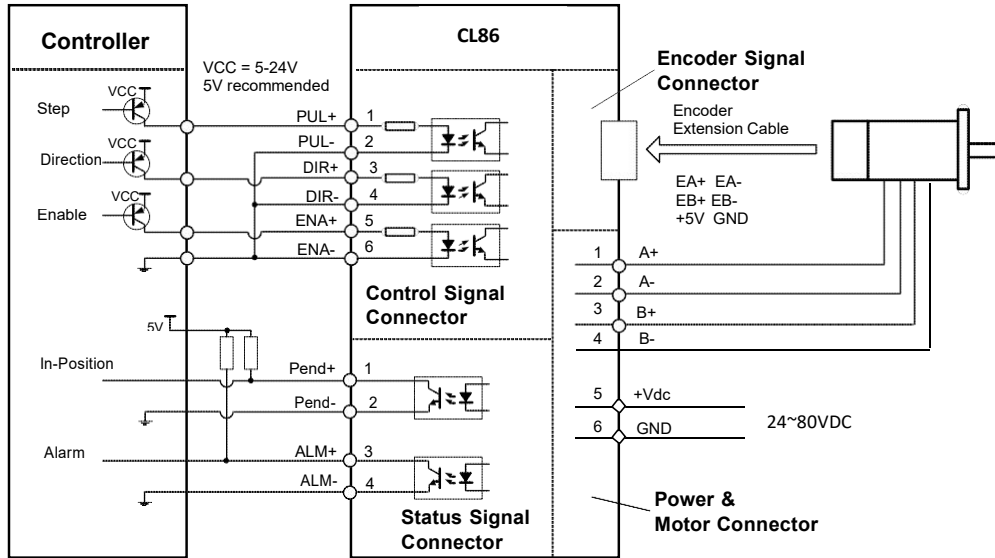 Controller
CL86
VCC = 5-24V
5V recommended
Encoder Signal
Connector
Encoder
Extension Cable
EA+ EA-
EB+ EB-
+5V GND
Step
VCC
PUL+
1
PUL-
2
Direction
VCC
DIR+
3
DIR-
4
Enable
VCC
ENA+
5
ENA-
6
Control Signal
Connector
1
A+
2
A-
3
B+
4
B-
5
+Vdc
6
GND
24~80VDC
5V
In-Position
Pend+
1
Pend-
2
Alarm
ALM+
3
ALM-
4
Status Signal
Connector
Power &
Motor Connector